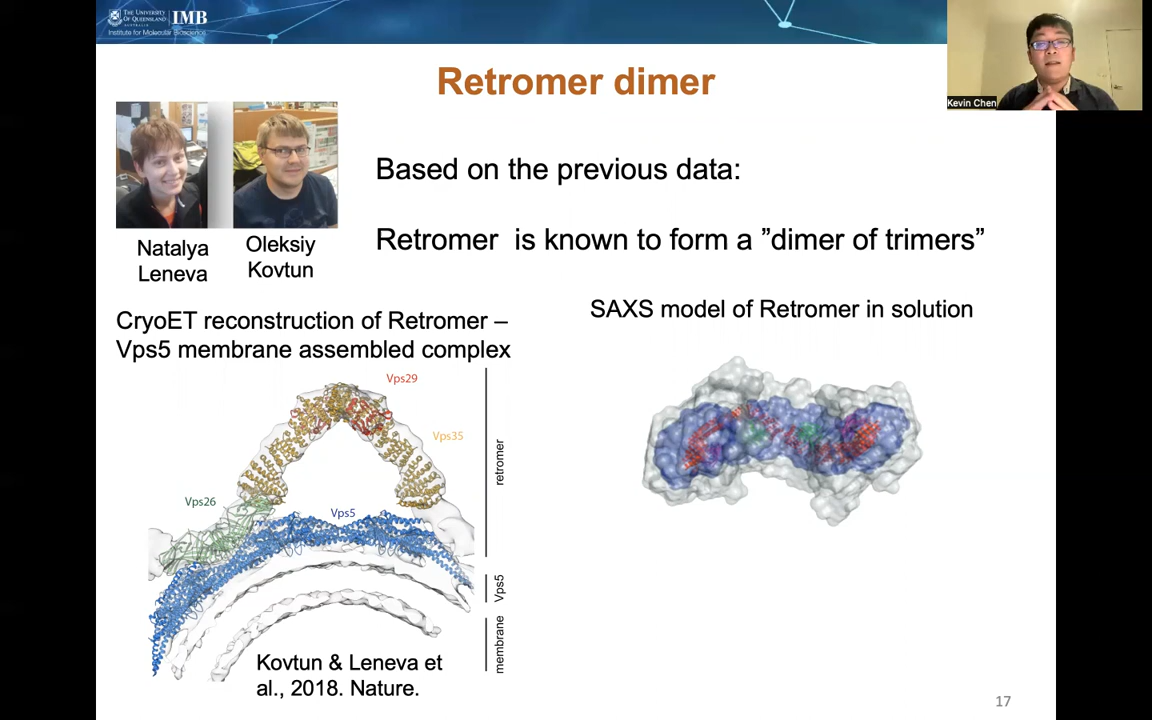 THE UNIVERSITY
OF QUEENSLAND
AUSTRALIA
IMB
Institute for Molecular Bioscience
Kevin Chen
Retromer dimer
Based on the previous data:
Retromer is known to form a ”dimer of trimers”
Natalya
Leneva
Oleksiy
Kovtun
CryoET reconstruction of Retromer –
Vps5 membrane assembled complex
SAXS model of Retromer in solution
Vps29
Vps35
Vps26
Vps5
retromer
Vps5
membrane
Kovtun & Leneva et
al., 2018. Nature.
17